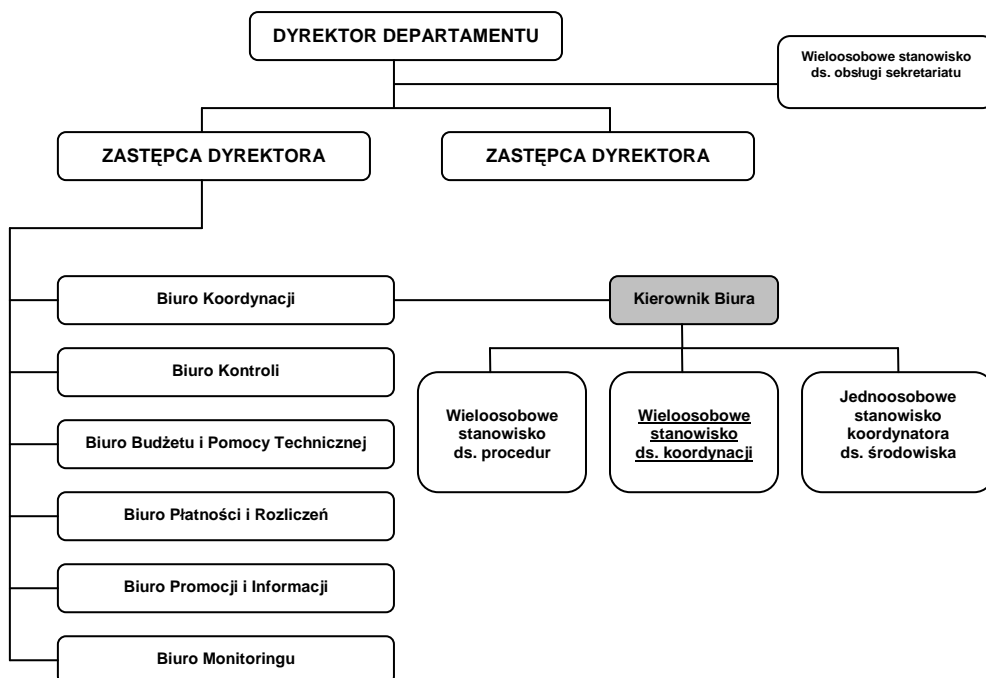 DYREKTOR DEPARTAMENTU
Wieloosobowe stanowisko
ds. obsługi sekretariatu
ZASTĘPCA DYREKTORA
ZASTĘPCA DYREKTORA
Biuro Koordynacji
Kierownik Biura
Biuro Kontroli
Biuro Budżetu i Pomocy Technicznej
Biuro Płatności i Rozliczeń
Biuro Promocji i Informacji
Biuro Monitoringu
Wieloosobowe
stanowisko
ds. procedur
Wieloosobowe
stanowisko
ds. koordynacji
Jednoosobowe
stanowisko
koordynatora
ds. środowiska